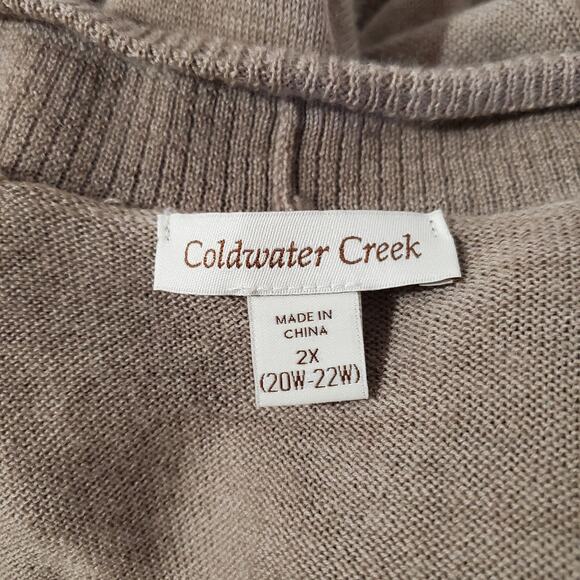 Coldwater Creek
MADE IN
CHINA
2X
(20W-22W)